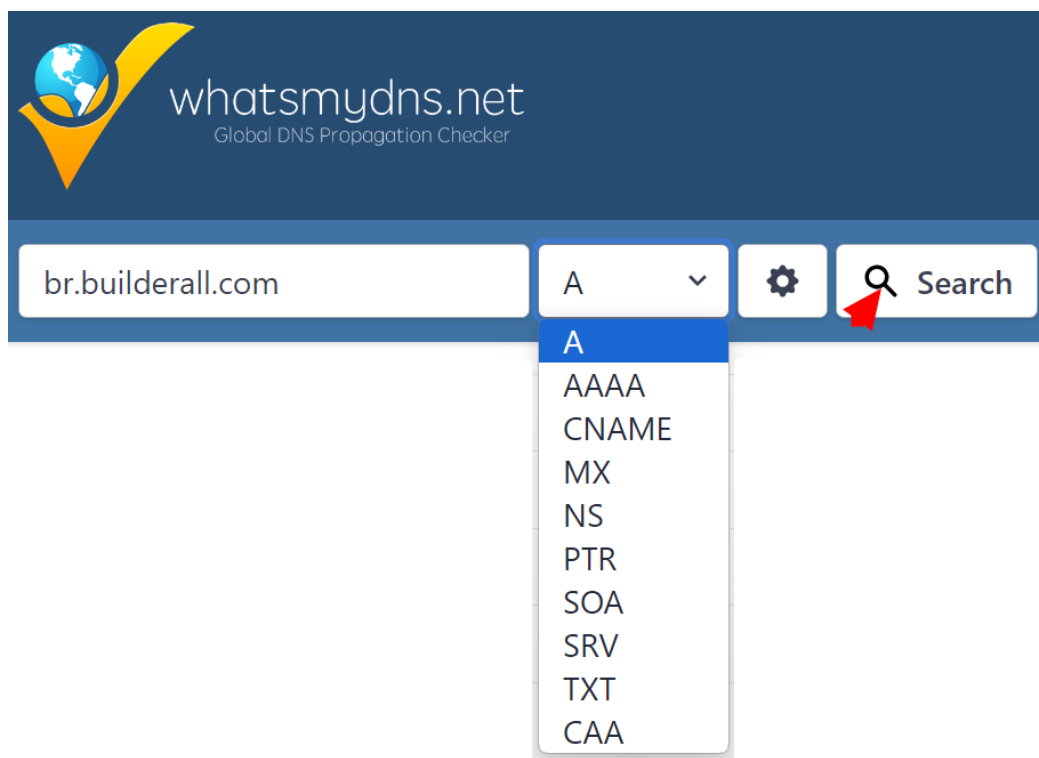 whatsmydns.net
Global DNS Propagation Checker
br.builderall.com A Search
A
AAAA
CNAME
MX
NS
PTR
SOA
SRV
TXT
CAA